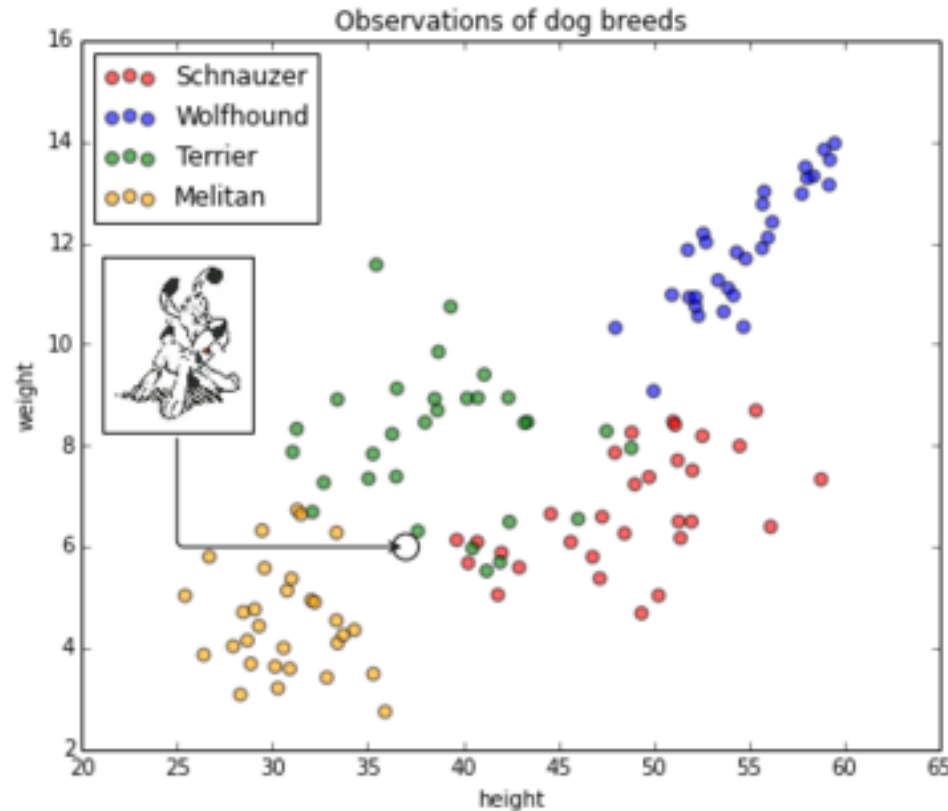 Observations of dog breeds
Schnauzer
Wolfhound
Terrier
Melitan
16
14
12
10
8
6
4
2
weight
20 25 30 35 40 45 50 55 60 65
height